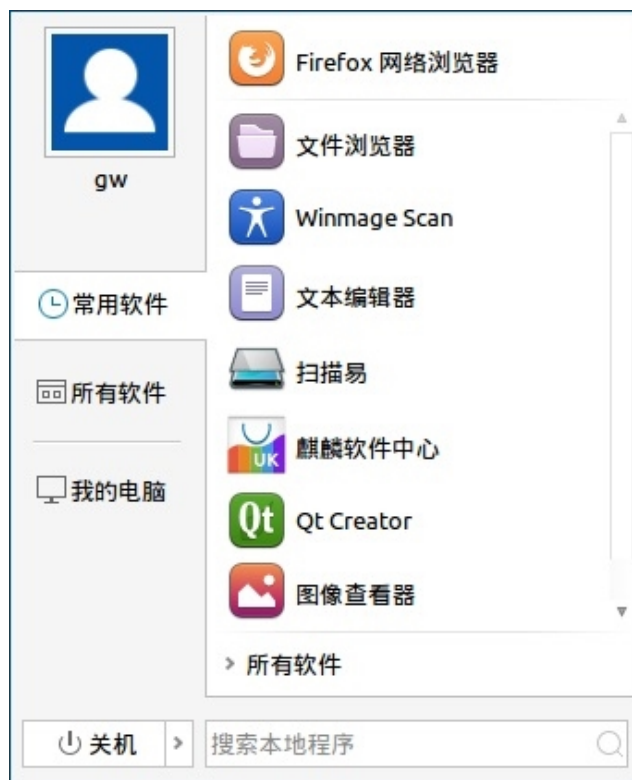 gw
常用软件
所有软件
我的电脑
Firefox 网络浏览器
文件浏览器
Winmage Scan
文本编辑器
扫描易
UK
麒麟软件中心
Qt
Qt Creator
图像查看器
所有软件
关机
搜索本地程序